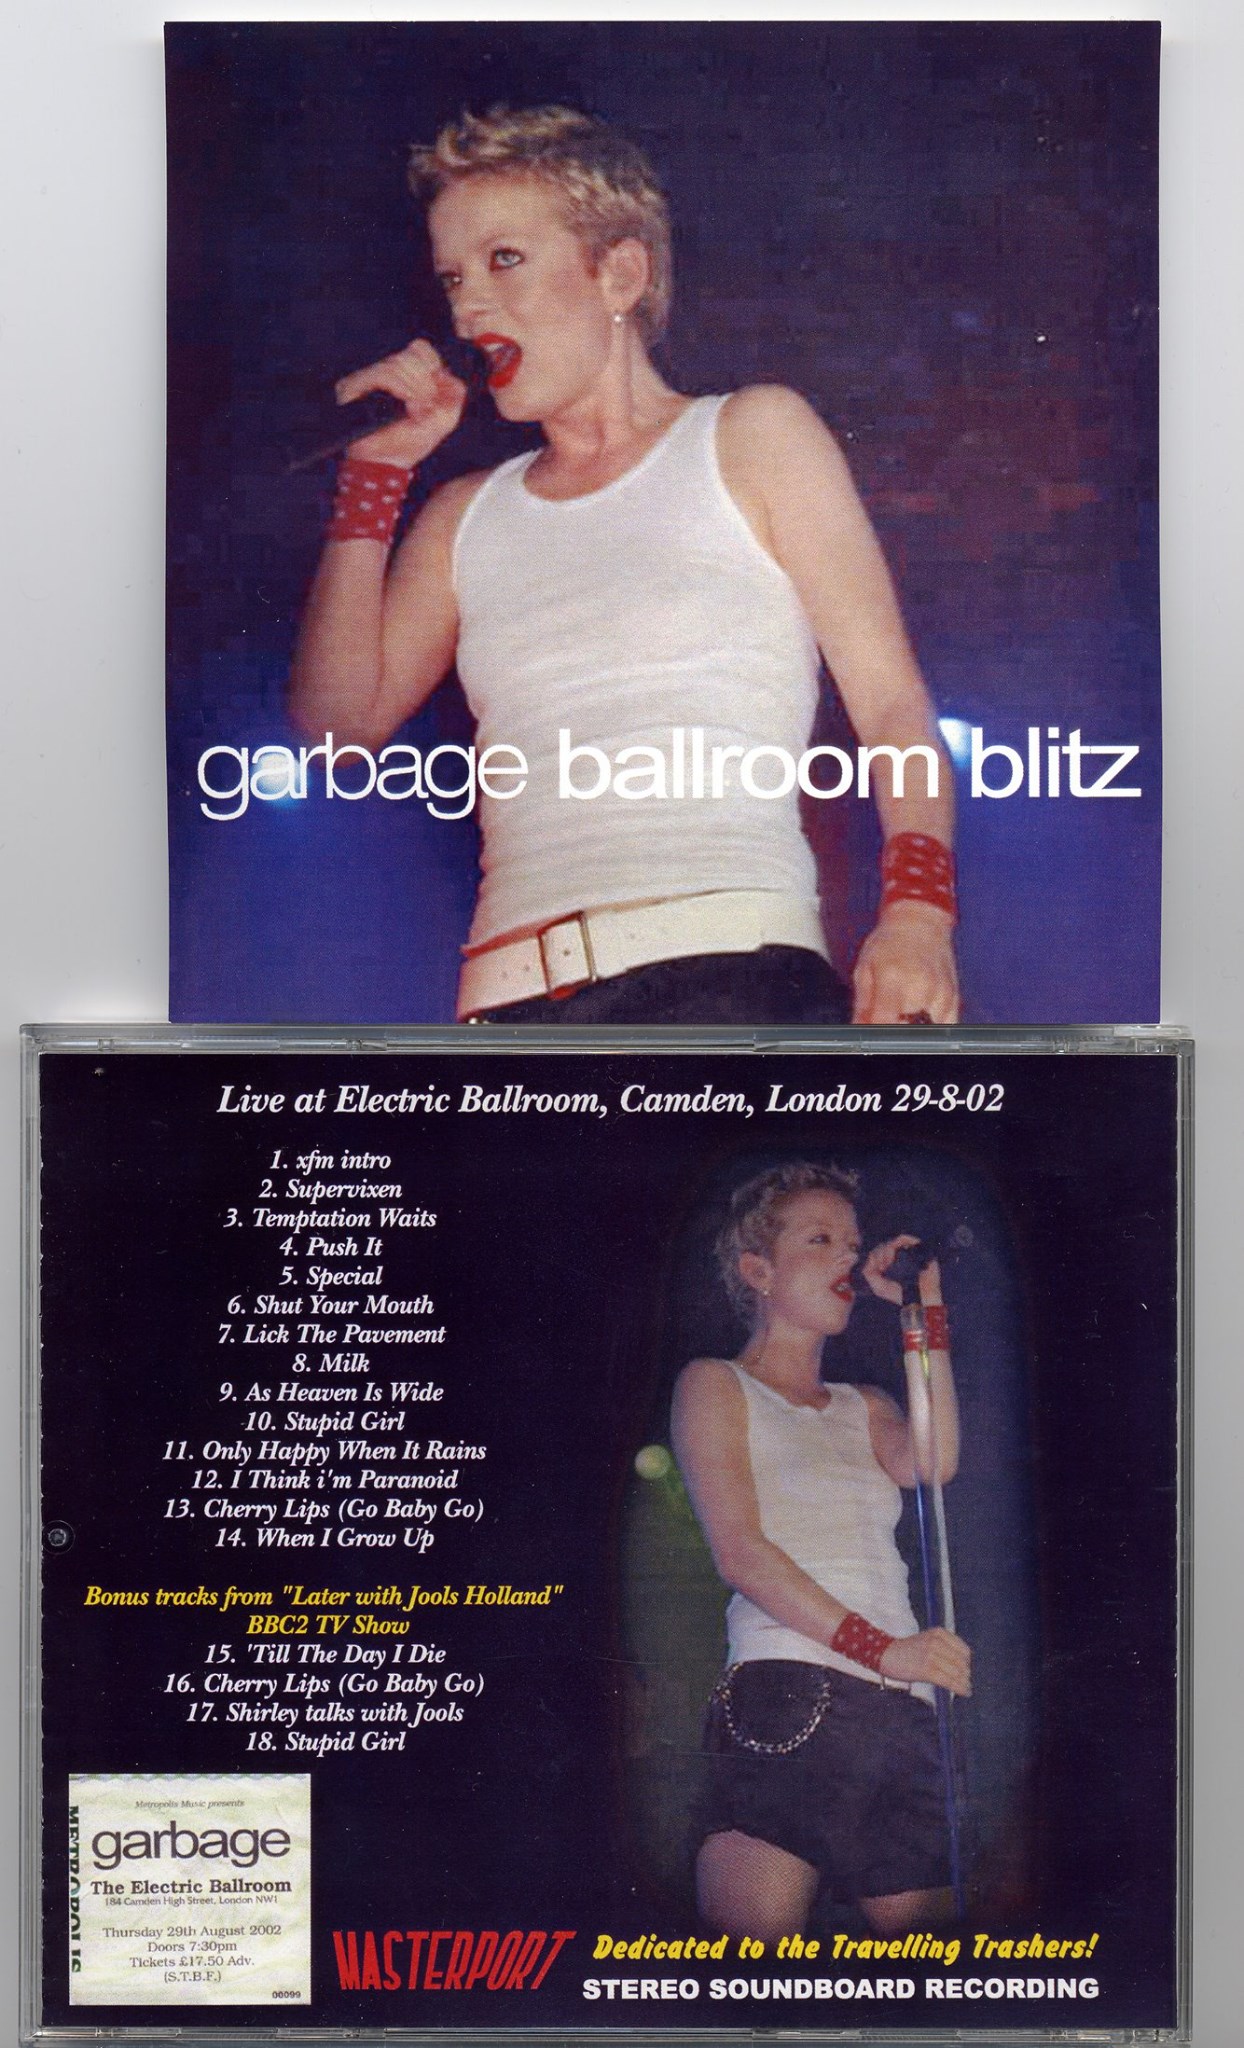 garbage ballroom blitz
Live at Electric Ballroom, Camden, London 29-8-02
1. xfm intro
2. Supervixen
3. Temptation Waits
4. Push It
5. Special
6. Shut Your Mouth
7. Lick The Pavement
8. Milk
9. As Heaven Is Wide
10. Stupid Girl
11. Only Happy When It Rains
12. I Think i'm Paranoid
13. Cherry Lips (Go Baby Go)
14. When I Grow Up
Bonus tracks from "Later with Jools Holland"
BBC2 TV Show
15. 'Till The Day I Die
16. Cherry Lips (Go Baby Go)
17. Shirley talks with Jools
18. Stupid Girl
METROPOLIS
Metropolis Music presents
garbage
The Electric Ballroom
184 Camden High Street, London NW1
Thursday 29th August 2002
Doors 7:30pm
Tickets £17.50 Adv.
(S.T.B.F.)
00099
MASTERPORT
Dedicated to the Travelling Trashers!
STEREO SOUNDBOARD RECORDING